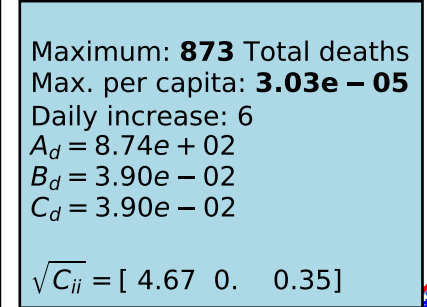 Maximum: 873 Total deaths
Max. per capita: 3.03e − 05
Daily increase: 6
A_d = 8.74e + 02
B_d = 3.90e − 02
C_d = 3.90e − 02
√C_ii = [ 4.67 0. 0.35]